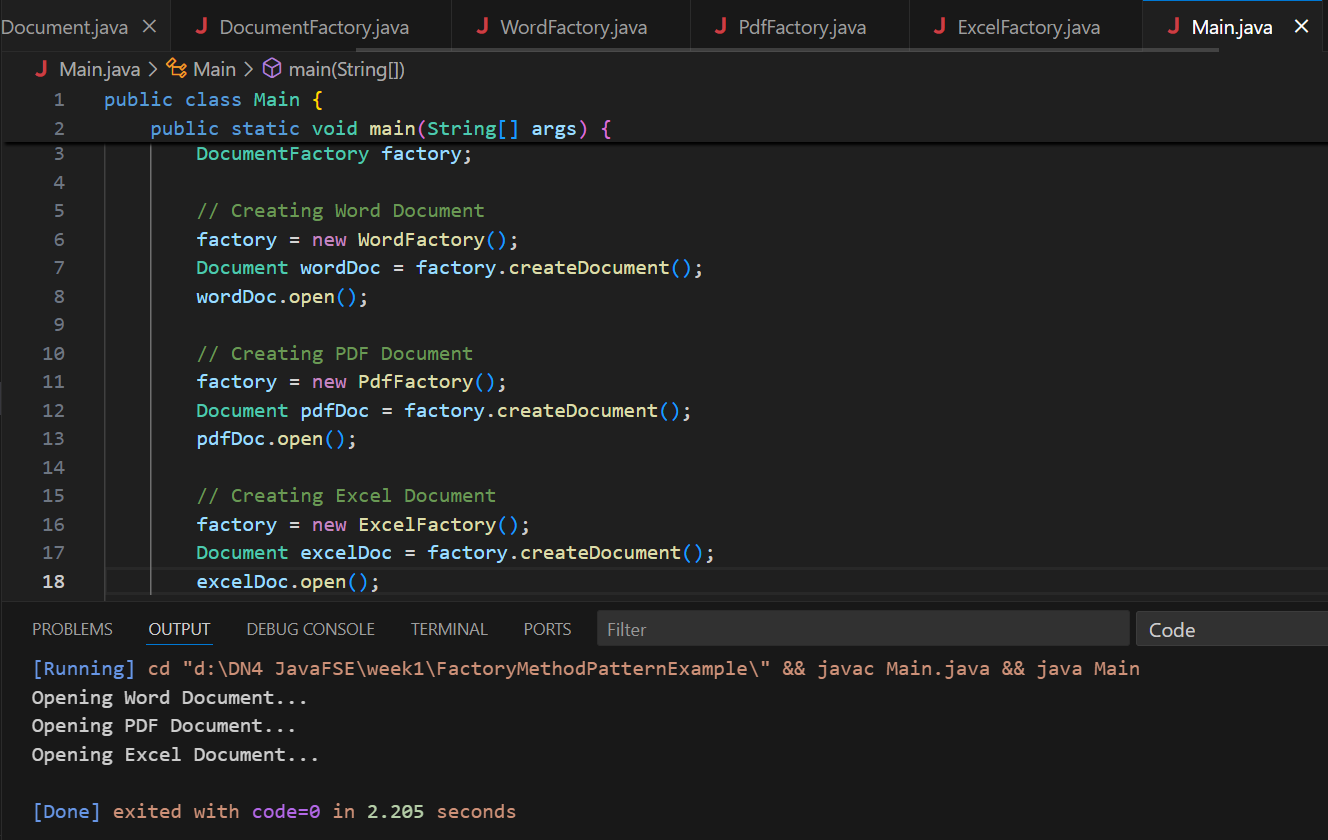 Document.java DocumentFactory.java WordFactory.java PdfFactory.java ExcelFactory.java Main.java
Main.java > Main > main(String[])
1 public class Main {
2     public static void main(String[] args) {
3         DocumentFactory factory;
4
5         // Creating Word Document
6         factory = new WordFactory();
7         Document wordDoc = factory.createDocument();
8         wordDoc.open();
9
10         // Creating PDF Document
11         factory = new PdfFactory();
12         Document pdfDoc = factory.createDocument();
13         pdfDoc.open();
14
15         // Creating Excel Document
16         factory = new ExcelFactory();
17         Document excelDoc = factory.createDocument();
18         excelDoc.open();
PROBLEMS OUTPUT DEBUG CONSOLE TERMINAL PORTS Filter Code
[Running] cd "d:\DN4 JavaFSE\week1\FactoryMethodPatternExample\" && javac Main.java && java Main
Opening Word Document...
Opening PDF Document...
Opening Excel Document...
[Done] exited with code=0 in 2.205 seconds